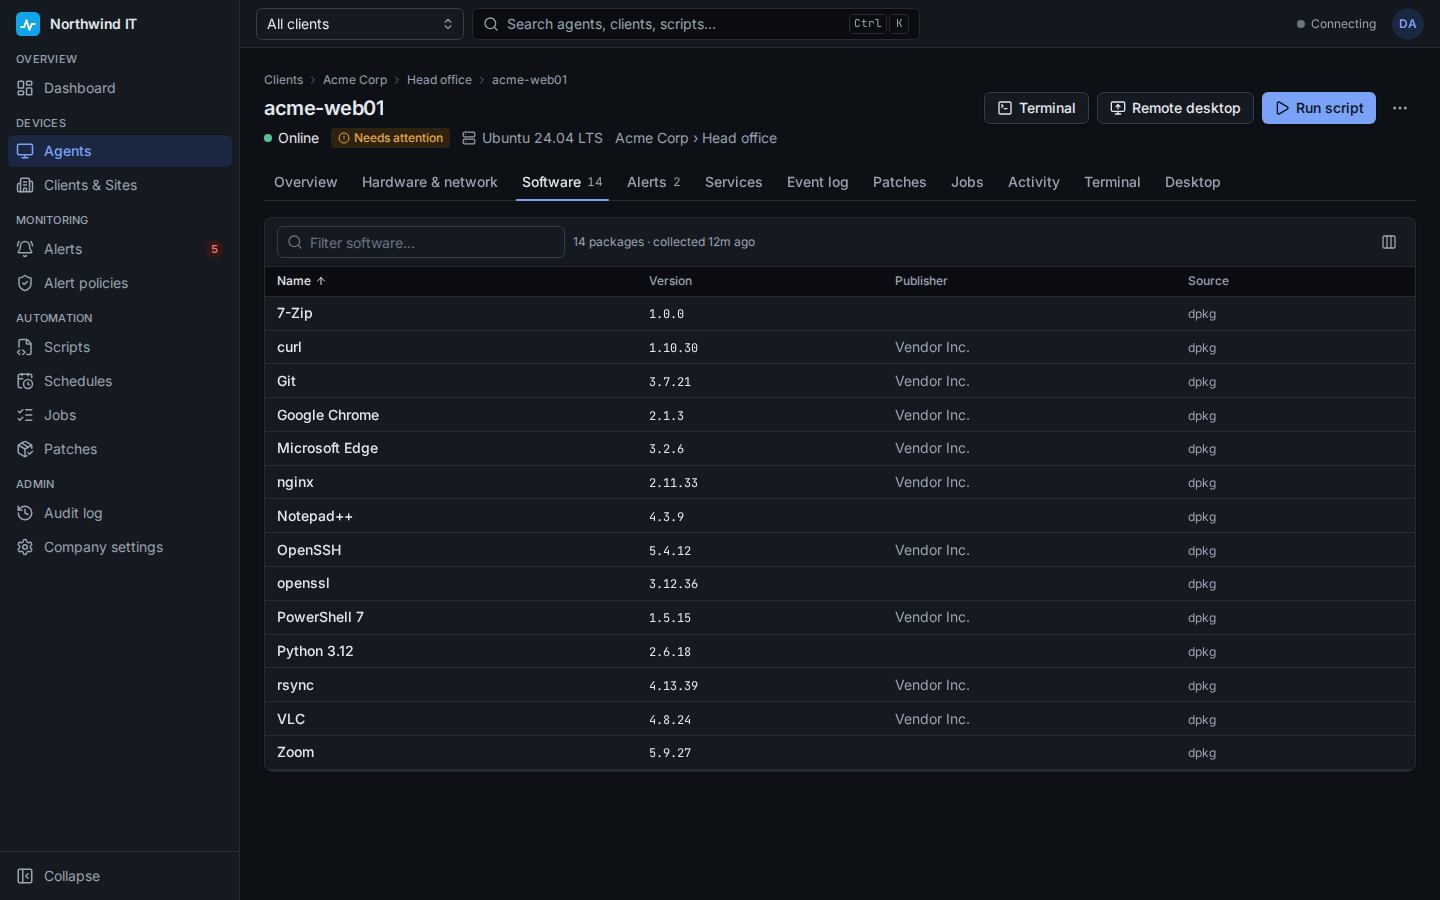 Northwind IT
All clients
Search agents, clients, scripts...
Ctrl K
Connecting
DA
OVERVIEW
Dashboard
DEVICES
Agents
Clients & Sites
MONITORING
Alerts 5
Alert policies
AUTOMATION
Scripts
Schedules
Jobs
Patches
ADMIN
Audit log
Company settings
Collapse
Clients › Acme Corp › Head office › acme-web01
acme-web01
Terminal
Remote desktop
Run script
Online
Needs attention
Ubuntu 24.04 LTS
Acme Corp › Head office
Overview
Hardware & network
Software 14
Alerts 2
Services
Event log
Patches
Jobs
Activity
Terminal
Desktop
Filter software...
14 packages · collected 12m ago
Name ↑ Version Publisher Source
7-Zip 1.0.0 dpkg
curl 1.10.30 Vendor Inc. dpkg
Git 3.7.21 Vendor Inc. dpkg
Google Chrome 2.1.3 Vendor Inc. dpkg
Microsoft Edge 3.2.6 Vendor Inc. dpkg
nginx 2.11.33 Vendor Inc. dpkg
Notepad++ 4.3.9 dpkg
OpenSSH 5.4.12 Vendor Inc. dpkg
openssl 3.12.36 dpkg
PowerShell 7 1.5.15 Vendor Inc. dpkg
Python 3.12 2.6.18 dpkg
rsync 4.13.39 Vendor Inc. dpkg
VLC 4.8.24 Vendor Inc. dpkg
Zoom 5.9.27 dpkg